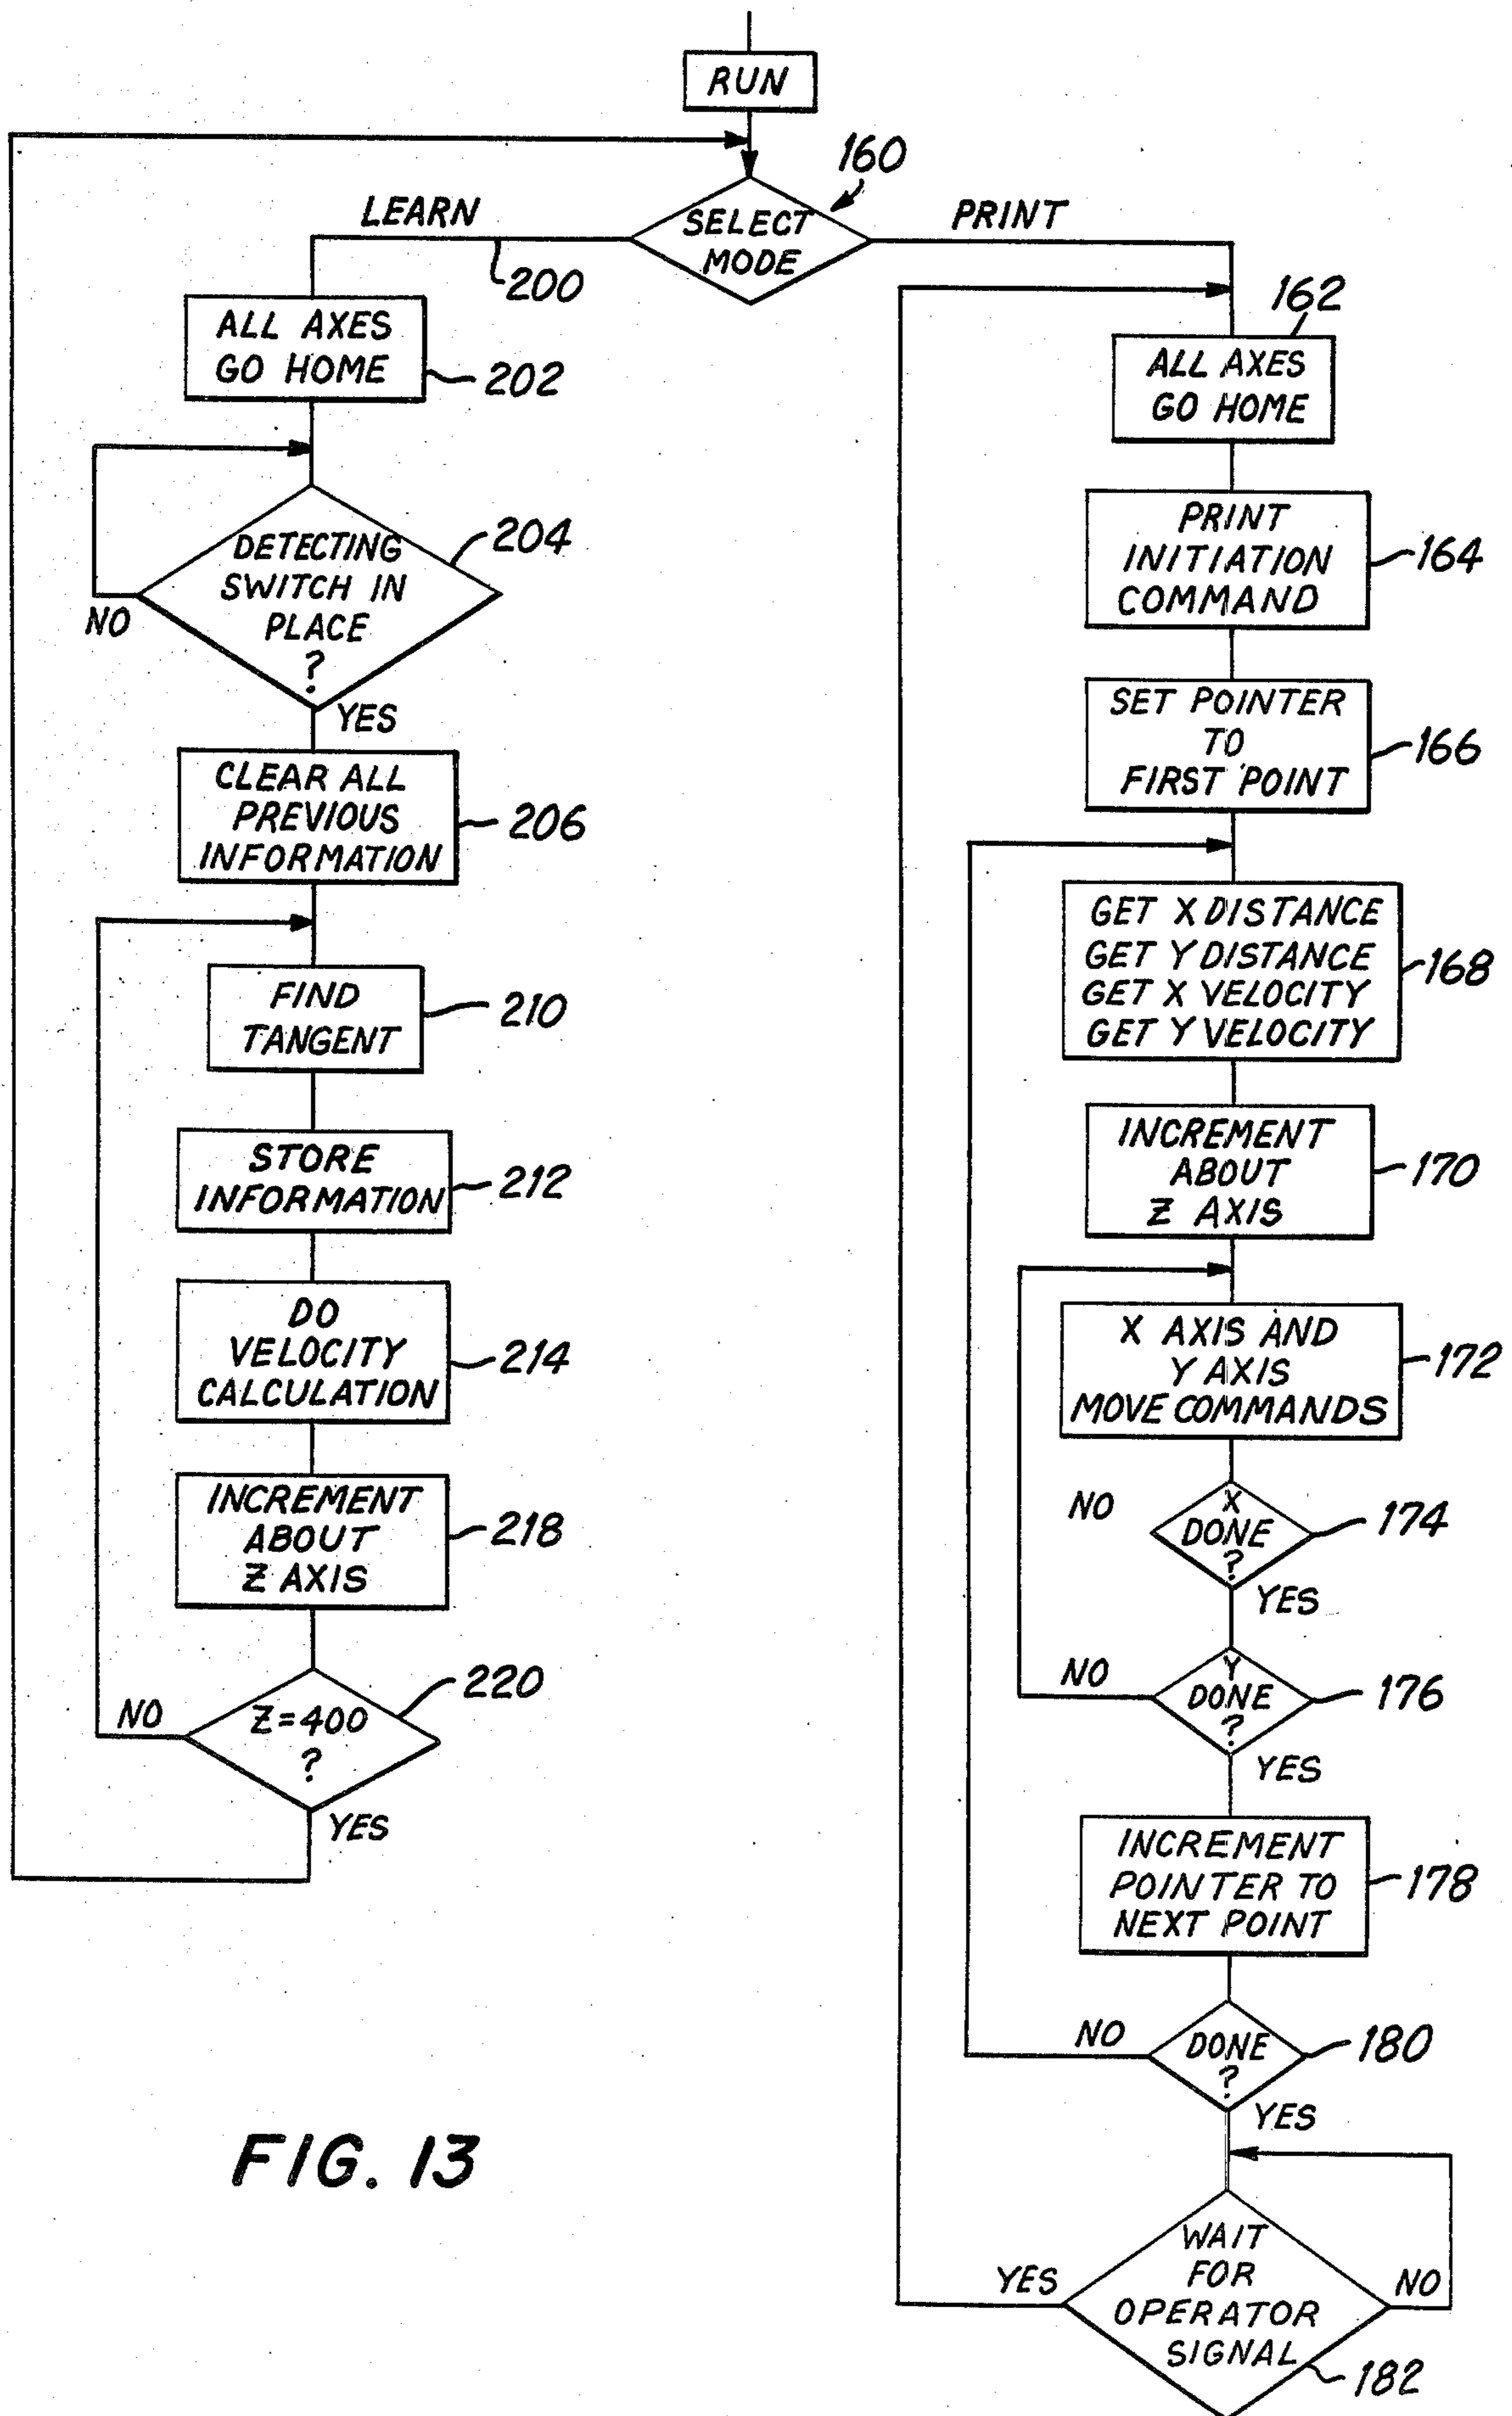 RUN
160
SELECT
MODE
LEARN
200
PRINT
ALL AXES
GO HOME
202
DETECTING
SWITCH IN
PLACE
?
204
NO
YES
CLEAR ALL
PREVIOUS
INFORMATION
206
FIND
TANGENT
210
STORE
INFORMATION
212
DO
VELOCITY
CALCULATION
214
INCREMENT
ABOUT
Z AXIS
218
Z=400
?
220
NO
YES
162
ALL AXES
GO HOME
PRINT
INITIATION
COMMAND
164
SET POINTER
TO
FIRST POINT
166
GET X DISTANCE
GET Y DISTANCE
GET X VELOCITY
GET Y VELOCITY
168
INCREMENT
ABOUT
Z AXIS
170
X AXIS AND
Y AXIS
MOVE COMMANDS
172
NO
X
DONE
?
174
YES
NO
Y
DONE
?
176
YES
INCREMENT
POINTER TO
NEXT POINT
178
NO
DONE
?
180
YES
YES
WAIT
FOR
OPERATOR
SIGNAL
NO
182
FIG. 13